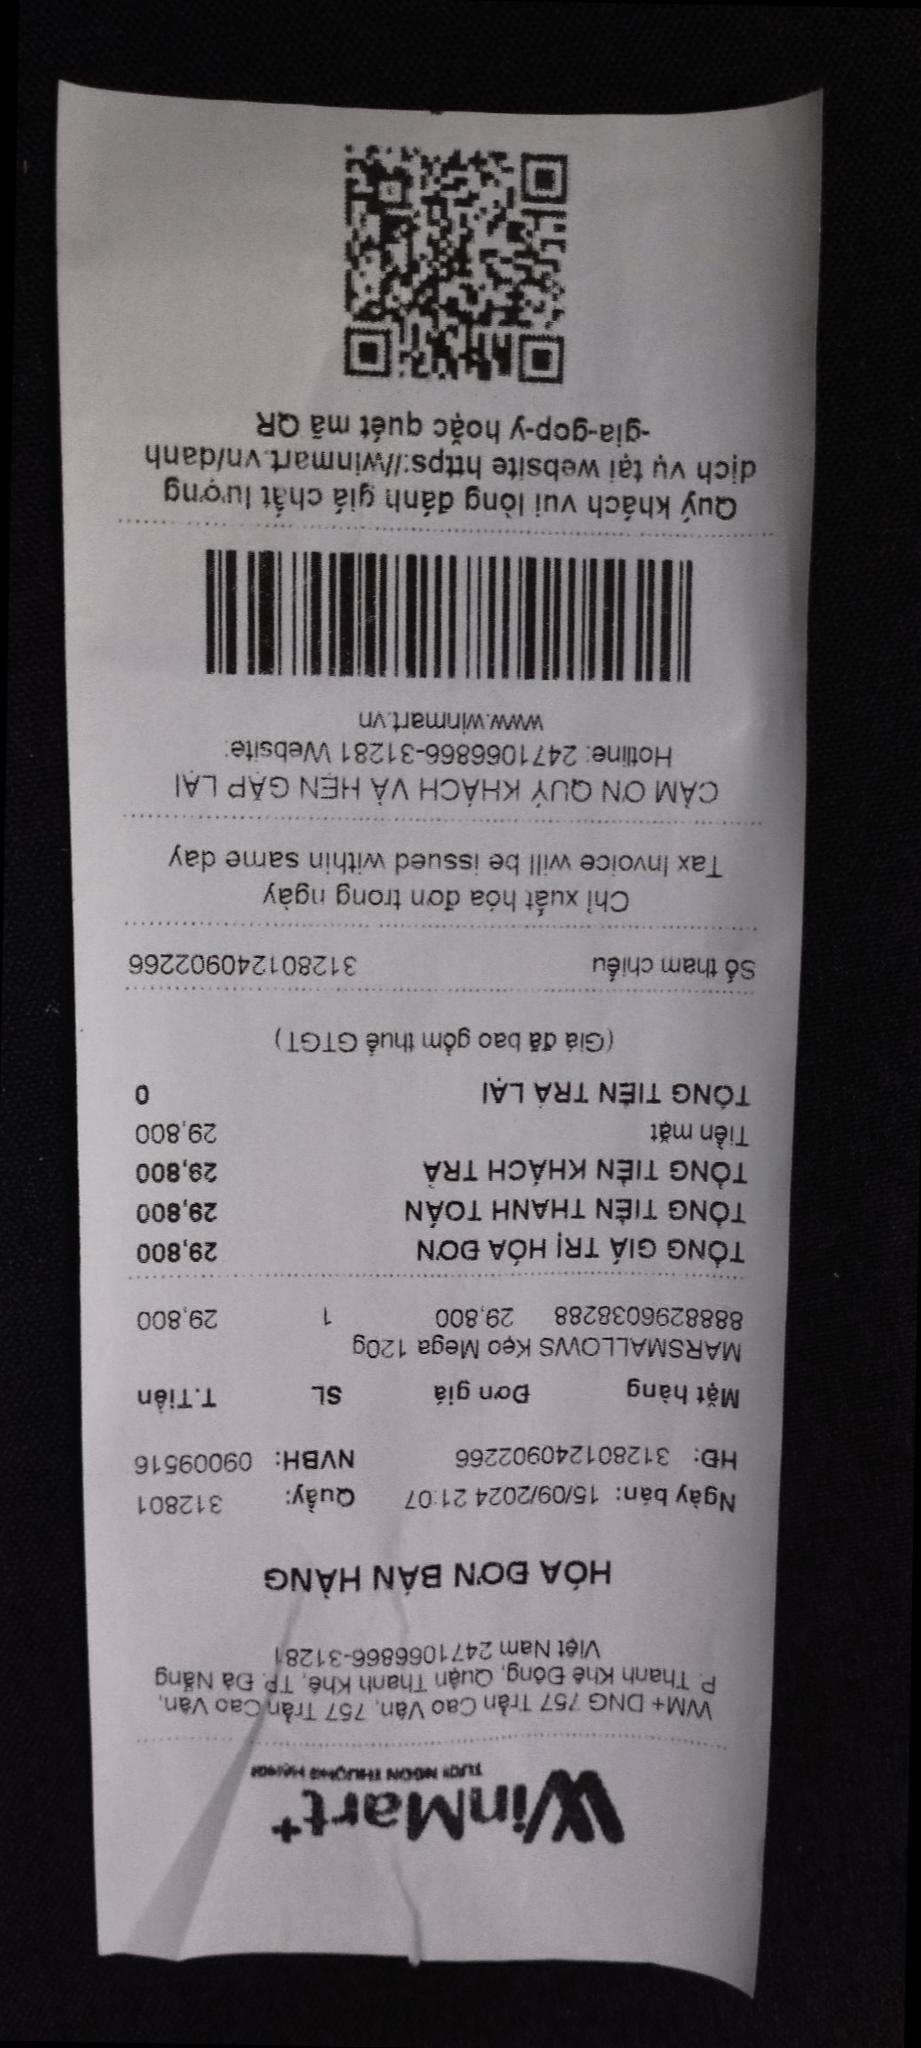 WinMart+
TƯƠI NGON THƯỢNG HẠNG!
WM+ DNG 757 Trần Cao Vân, 757 Trần Cao Vân,
P. Thanh Khê Đông, Quận Thanh Khê, TP. Đà Nẵng
Việt Nam 2471066866-31281
HÓA ĐƠN BÁN HÀNG
Ngày bán: 15/09/2024 21:07 Quầy: 312801
HĐ: 312801240902266 NVBH: 09009516
Mặt hàng Đơn giá SL T.Tiền
MARSMALLOWS Kẹo Mega 120g
8888296038288 29,800 1 29,800
TỔNG GIÁ TRỊ HÓA ĐƠN 29,800
TỔNG TIỀN THANH TOÁN 29,800
TỔNG TIỀN KHÁCH TRẢ 29,800
Tiền mặt 29,800
TỔNG TIỀN TRẢ LẠI 0
(Giá đã bao gồm thuế GTGT)
Số tham chiếu 312801240902266
Chỉ xuất hóa đơn trong ngày
Tax Invoice will be issued within same day
CẢM ƠN QUÝ KHÁCH VÀ HẸN GẶP LẠI
Hotline: 2471066866-31281 Website:
www.winmart.vn
Quý khách vui lòng đánh giá chất lượng
dịch vụ tại website https://winmart.vn/danh
-gia-gop-y hoặc quét mã QR